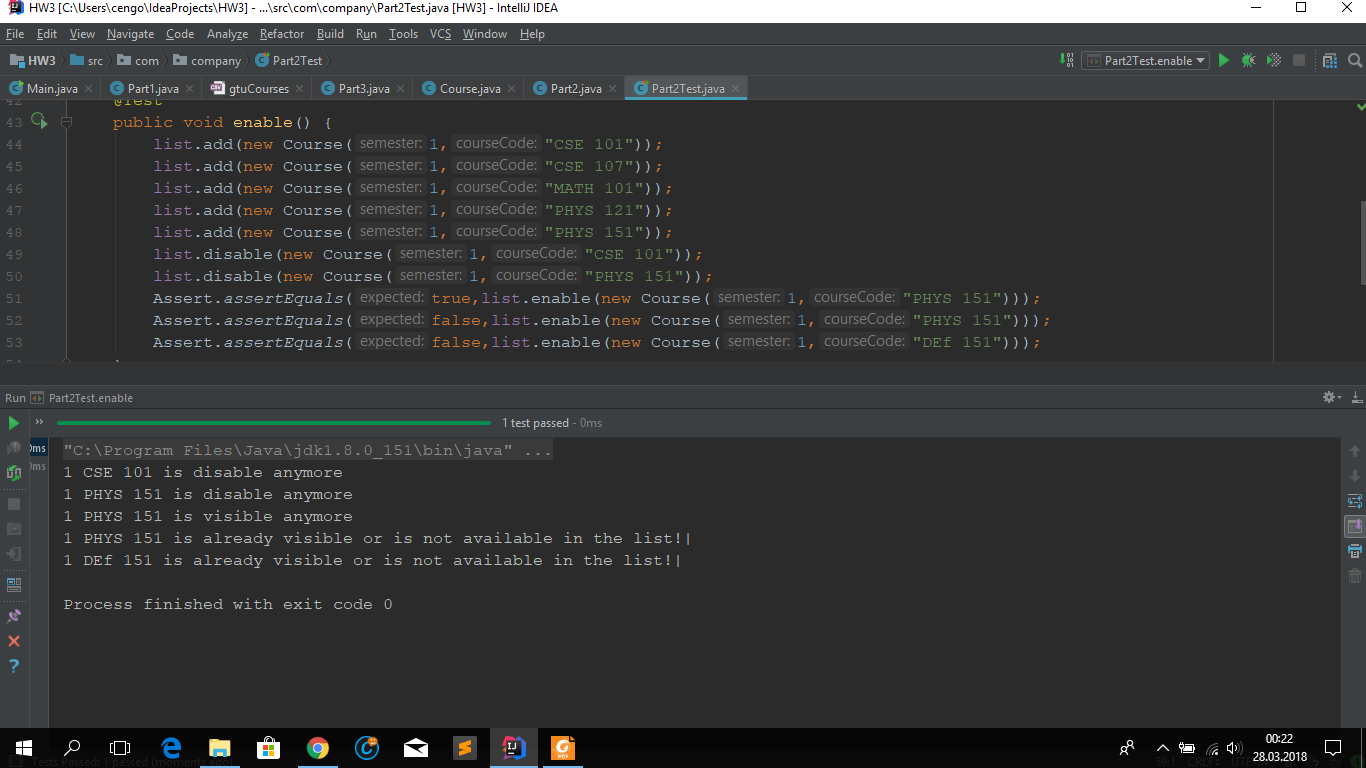 HW3 [C:\Users\cengo\IdeaProjects\HW3] - ...\src\com\company\Part2Test.java [HW3] - IntelliJ IDEA
File Edit View Navigate Code Analyze Refactor Build Run Tools VCS Window Help
HW3 src com company Part2Test Part2Test.enable
Main.java Part1.java gtuCourses Part3.java Course.java Part2.java Part2Test.java
42 @Test
43 public void enable() {
44 list.add(new Course( semester: 1, courseCode: "CSE 101"));
45 list.add(new Course( semester: 1, courseCode: "CSE 107"));
46 list.add(new Course( semester: 1, courseCode: "MATH 101"));
47 list.add(new Course( semester: 1, courseCode: "PHYS 121"));
48 list.add(new Course( semester: 1, courseCode: "PHYS 151"));
49 list.disable(new Course( semester: 1, courseCode: "CSE 101"));
50 list.disable(new Course( semester: 1, courseCode: "PHYS 151"));
51 Assert.assertEquals( expected: true,list.enable(new Course( semester: 1, courseCode: "PHYS 151")));
52 Assert.assertEquals( expected: false,list.enable(new Course( semester: 1, courseCode: "PHYS 151")));
53 Assert.assertEquals( expected: false,list.enable(new Course( semester: 1, courseCode: "DEf 151")));
Run Part2Test.enable
1 test passed - 0ms
0ms "C:\Program Files\Java\jdk1.8.0_151\bin\java" ...
0ms 1 CSE 101 is disable anymore
1 PHYS 151 is disable anymore
1 PHYS 151 is visible anymore
1 PHYS 151 is already visible or is not available in the list!|
1 DEf 151 is already visible or is not available in the list!|
Process finished with exit code 0
Tests Passed: 1 passed (moments ago) 59:1 CRLF
00:22
28.03.2018